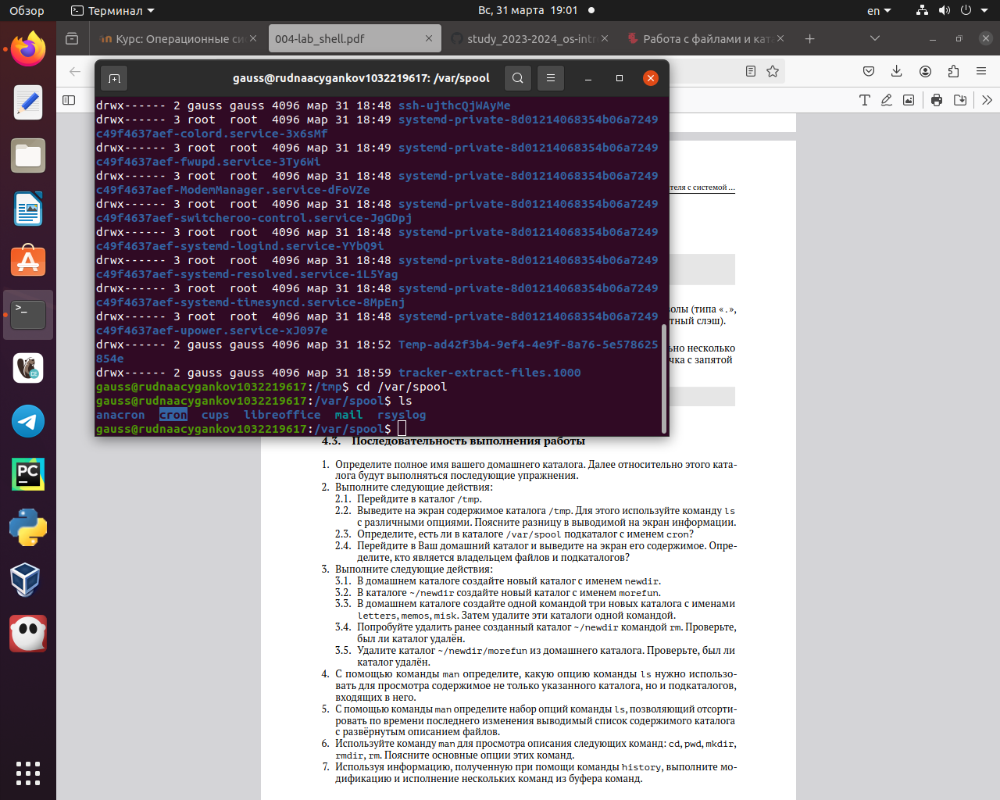 Обзор
Терминал
Вс, 31 марта 19:01
en
Курс: Операционные си
004-lab_shell.pdf
study_2023-2024_os-intr
Работа с файлами и ката
gauss@rudnaacygankov1032219617: /var/spool
drwx------ 2 gauss gauss 4096 мар 31 18:48 ssh-ujthcQjWAyMe
drwx------ 3 root  root  4096 мар 31 18:49 systemd-private-8d01214068354b06a7249
c49f4637aef-colord.service-3x6sMf
drwx------ 3 root  root  4096 мар 31 18:49 systemd-private-8d01214068354b06a7249
c49f4637aef-fwupd.service-3Ty6Wi
drwx------ 3 root  root  4096 мар 31 18:48 systemd-private-8d01214068354b06a7249
c49f4637aef-ModemManager.service-dFoVZe
drwx------ 3 root  root  4096 мар 31 18:48 systemd-private-8d01214068354b06a7249
c49f4637aef-switcheroo-control.service-JgGDpj
drwx------ 3 root  root  4096 мар 31 18:48 systemd-private-8d01214068354b06a7249
c49f4637aef-systemd-logind.service-YYbQ9i
drwx------ 3 root  root  4096 мар 31 18:48 systemd-private-8d01214068354b06a7249
c49f4637aef-systemd-resolved.service-1L5Yag
drwx------ 3 root  root  4096 мар 31 18:48 systemd-private-8d01214068354b06a7249
c49f4637aef-systemd-timesyncd.service-8MpEnj
drwx------ 3 root  root  4096 мар 31 18:48 systemd-private-8d01214068354b06a7249
c49f4637aef-upower.service-xJ097e
drwx------ 2 gauss gauss 4096 мар 31 18:52 Temp-ad42f3b4-9ef4-4e9f-8a76-5e578625
854e
drwx------ 2 gauss gauss 4096 мар 31 18:59 tracker-extract-files.1000
gauss@rudnaacygankov1032219617:/tmp$ cd /var/spool
gauss@rudnaacygankov1032219617:/var/spool$ ls
anacron  cron  cups  libreoffice  mail  rsyslog
gauss@rudnaacygankov1032219617:/var/spool$
теля с системой ...
волы (типа «.»,
тный слэш).
ьно несколько
чка с запятой
4.3. Последовательность выполнения работы
1. Определите полное имя вашего домашнего каталога. Далее относительно этого ката-
лога будут выполняться последующие упражнения.
2. Выполните следующие действия:
2.1. Перейдите в каталог /tmp.
2.2. Выведите на экран содержимое каталога /tmp. Для этого используйте команду ls
с различными опциями. Поясните разницу в выводимой на экран информации.
2.3. Определите, есть ли в каталоге /var/spool подкаталог с именем cron?
2.4. Перейдите в Ваш домашний каталог и выведите на экран его содержимое. Опре-
делите, кто является владельцем файлов и подкаталогов?
3. Выполните следующие действия:
3.1. В домашнем каталоге создайте новый каталог с именем newdir.
3.2. В каталоге ~/newdir создайте новый каталог с именем morefun.
3.3. В домашнем каталоге создайте одной командой три новых каталога с именами
letters, memos, misk. Затем удалите эти каталоги одной командой.
3.4. Попробуйте удалить ранее созданный каталог ~/newdir командой rm. Проверьте,
был ли каталог удалён.
3.5. Удалите каталог ~/newdir/morefun из домашнего каталога. Проверьте, был ли
каталог удалён.
4. С помощью команды man определите, какую опцию команды ls нужно использо-
вать для просмотра содержимое не только указанного каталога, но и подкаталогов,
входящих в него.
5. С помощью команды man определите набор опций команды ls, позволяющий отсорти-
ровать по времени последнего изменения выводимый список содержимого каталога
с развёрнутым описанием файлов.
6. Используйте команду man для просмотра описания следующих команд: cd, pwd, mkdir,
rmdir, rm. Поясните основные опции этих команд.
7. Используя информацию, полученную при помощи команды history, выполните мо-
дификацию и исполнение нескольких команд из буфера команд.